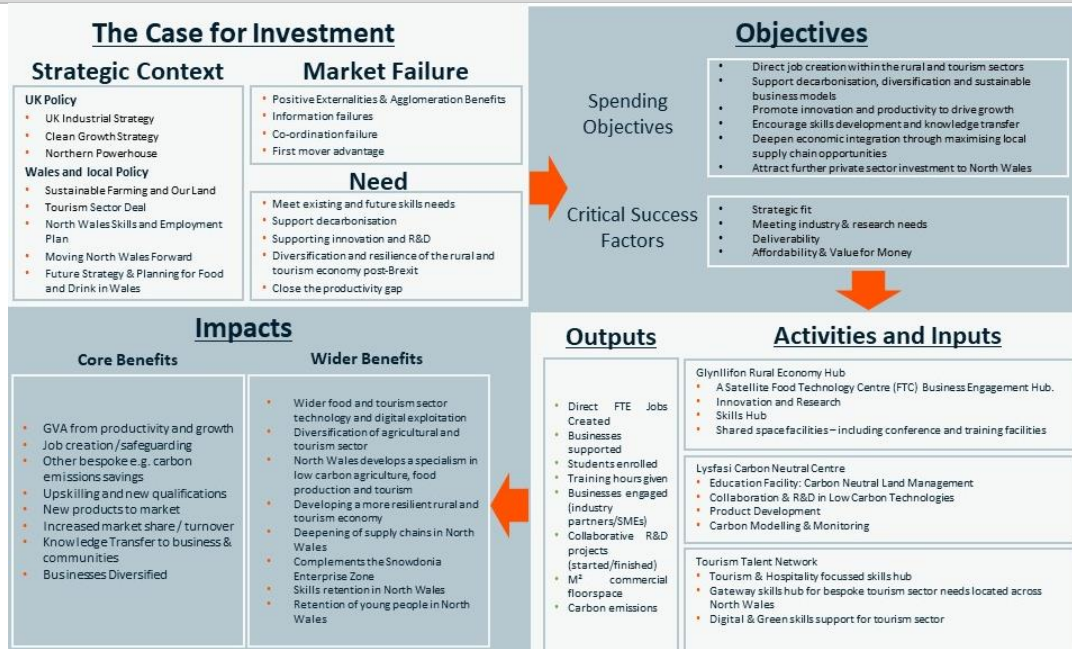 The Case for Investment
Strategic Context
UK Policy
UK Industrial Strategy
Clean Growth Strategy
Northern Powerhouse
Wales and local Policy
Sustainable Farming and Our Land
Tourism Sector Deal
North Wales Skills and Employment
Plan
Moving North Wales Forward
Future Strategy & Planning for Food
and Drink in Wales
Market Failure
Positive Externalities & Agglomeration Benefits
Information failures
Co-ordination failure
First mover advantage
Need
Meet existing and future skills needs
Support decarbonisation
Supporting innovation and R&D
Diversification and resilience of the rural and
tourism economy post-Brexit
Close the productivity gap
Objectives
Spending
Objectives
Direct job creation within the rural and tourism sectors
Support decarbonisation, diversification and sustainable
business models
Promote innovation and productivity to drive growth
Encourage skills development and knowledge transfer
Deepen economic integration through maximising local
supply chain opportunities
Attract further private sector investment to North Wales
Critical Success
Factors
Strategic fit
Meeting industry & research needs
Deliverability
Affordability & Value for Money
Impacts
Core Benefits
GVA from productivity and growth
Job creation/safeguarding
Other bespoke e.g. carbon
emissions savings
Upskilling and new qualifications
New products to market
Increased market share / turnover
Knowledge Transfer to business &
communities
Businesses Diversified
Wider Benefits
Wider food and tourism sector
technology and digital exploitation
Diversification of agricultural and
tourism sector
North Wales develops a specialism in
low carbon agriculture, food
production and tourism
Developing a more resilient rural and
tourism economy
Deepening of supply chains in North
Wales
Complements the Snowdonia
Enterprise Zone
Skills retention in North Wales
Retention of young people in North
Wales
Outputs
Direct FTE Jobs
Created
Businesses
supported
Students enrolled
Training hours given
Businesses engaged
(industry
partners/SMEs)
Collaborative R&D
projects
(started/finished)
M² commercial
floorspace
Carbon emissions
Activities and Inputs
Glynllifon Rural Economy Hub
A Satellite Food Technology Centre (FTC) Business Engagement Hub.
Innovation and Research
Skills Hub
Shared space facilities – including conference and training facilities
Lysfasi Carbon Neutral Centre
Education Facility: Carbon Neutral Land Management
Collaboration & R&D in Low Carbon Technologies
Product Development
Carbon Modelling & Monitoring
Tourism Talent Network
Tourism & Hospitality focussed skills hub
Gateway skills hub for bespoke tourism sector needs located across
North Wales
Digital & Green skills support for tourism sector